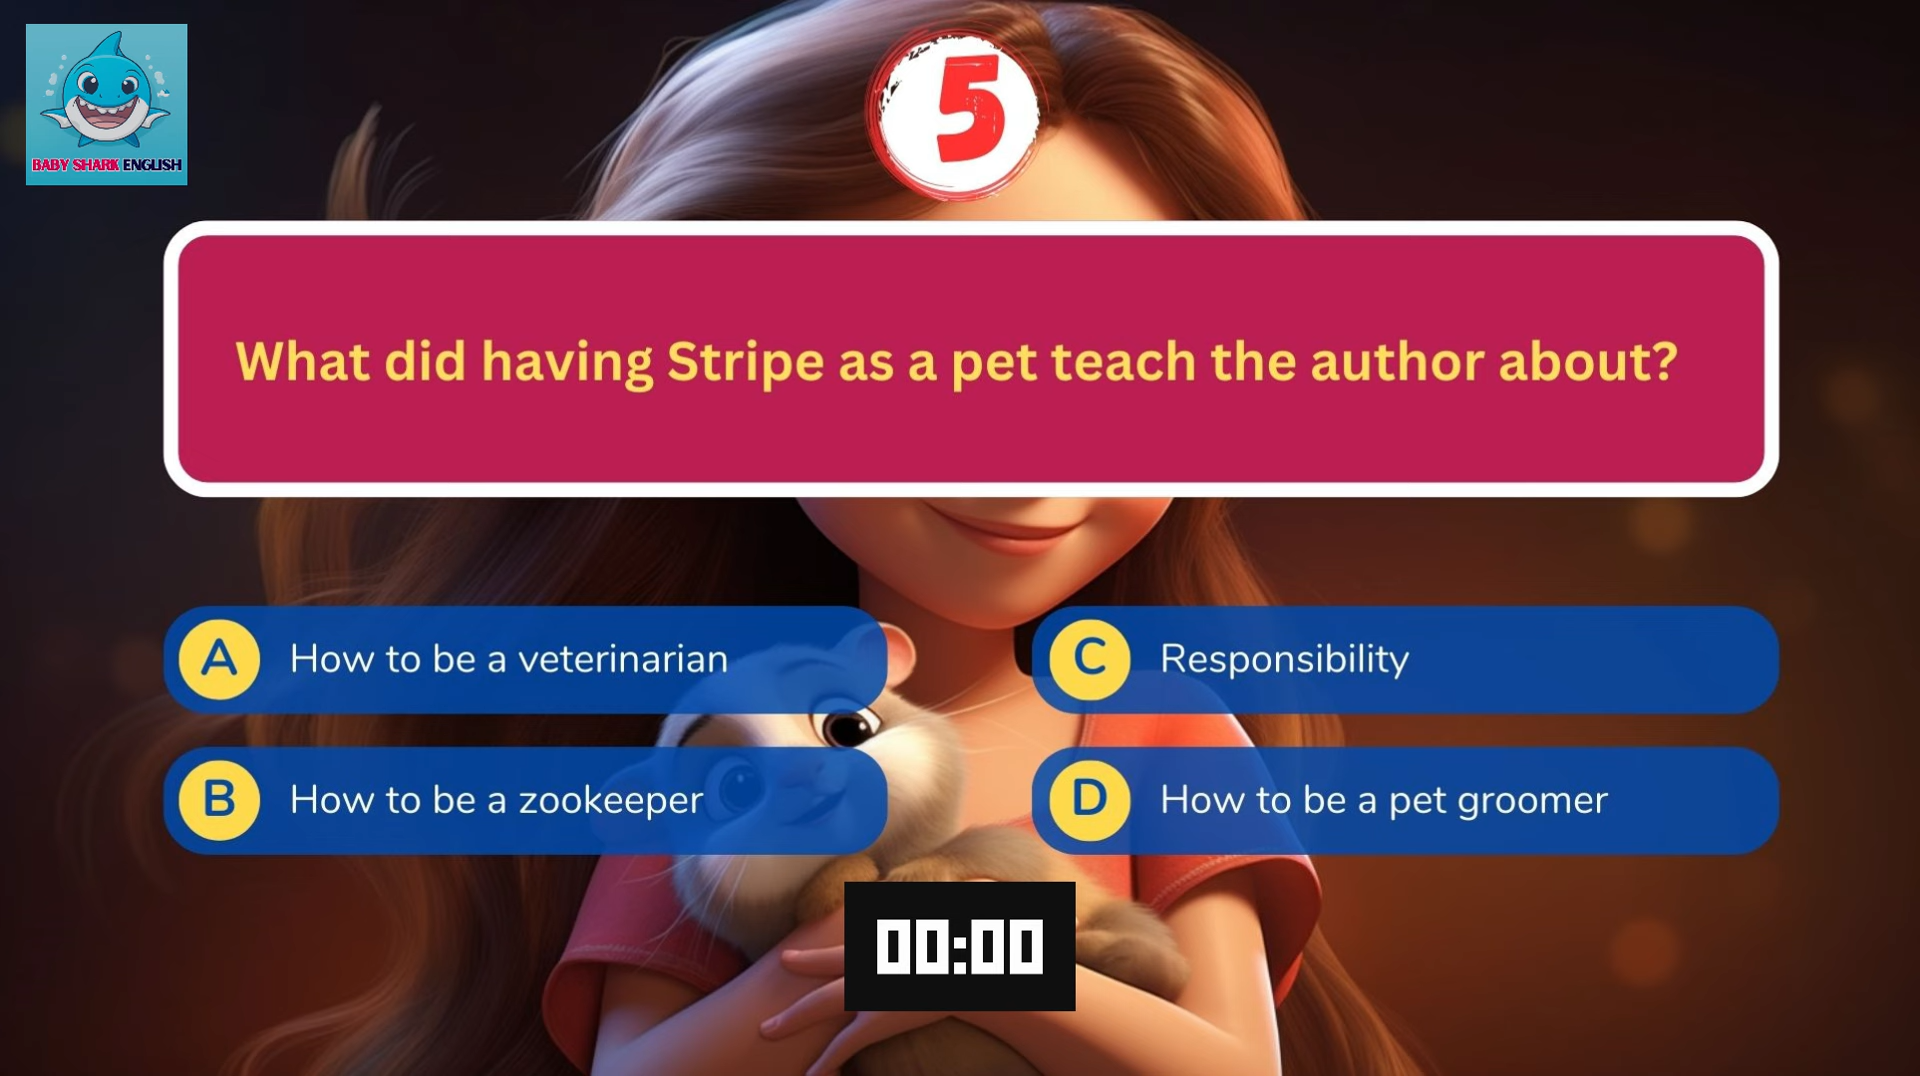 BABY SHARK ENGLISH
5
What did having Stripe as a pet teach the author about?
A How to be a veterinarian
C Responsibility
B How to be a zookeeper
D How to be a pet groomer
00:00